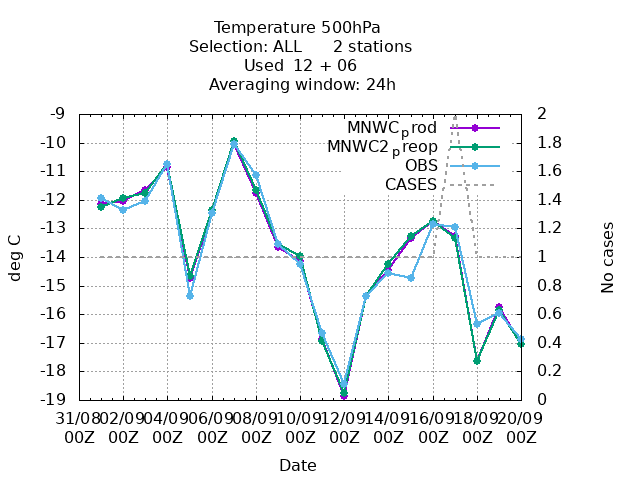 Temperature 500hPa
Selection: ALL 2 stations
Used 12 + 06
Averaging window: 24h
deg C
No cases
-9
-10
-11
-12
-13
-14
-15
-16
-17
-18
-19
2
1.8
1.6
1.4
1.2
1
0.8
0.6
0.4
0.2
0
MNWCprod
MNWC2preop
OBS
CASES
31/08 02/09 04/09 06/09 08/09 10/09 12/09 14/09 16/09 18/09 20/09
00Z 00Z 00Z 00Z 00Z 00Z 00Z 00Z 00Z 00Z 00Z
Date